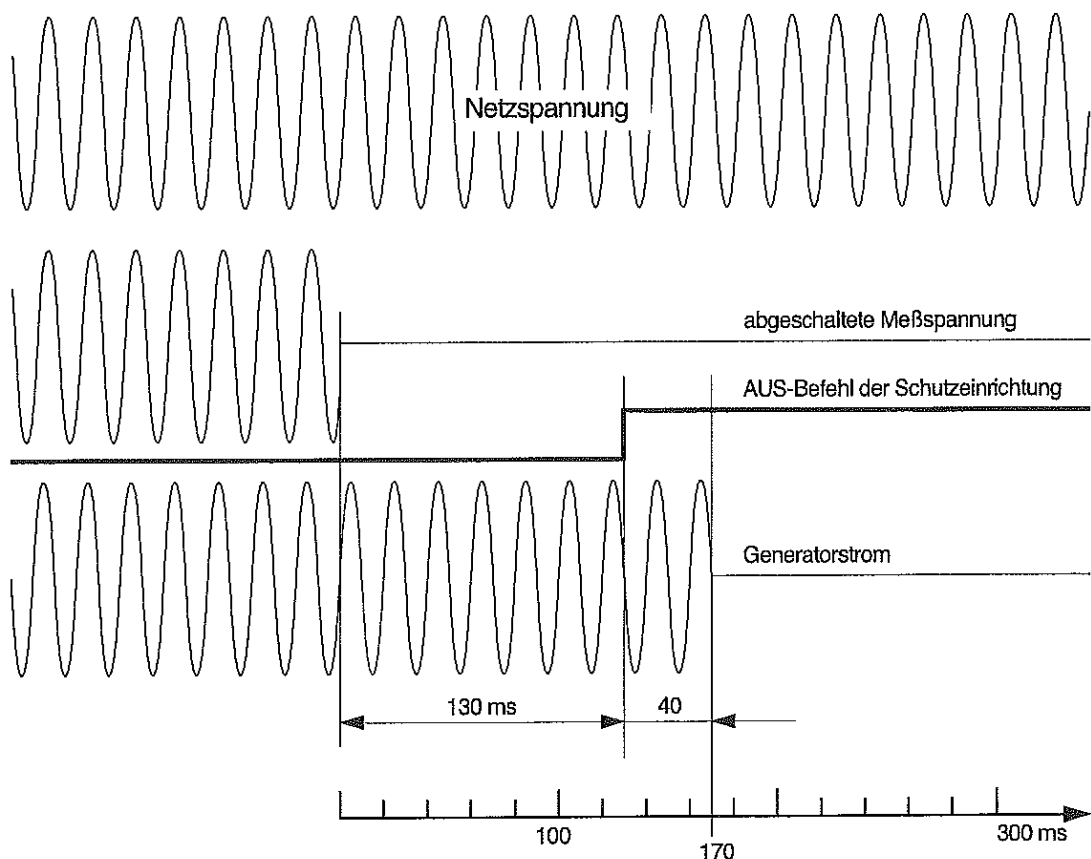 Netzspannung
abgeschaltete Meßspannung
AUS-Befehl der Schutzeinrichtung
Generatorstrom
130 ms
40
100
170
300 ms